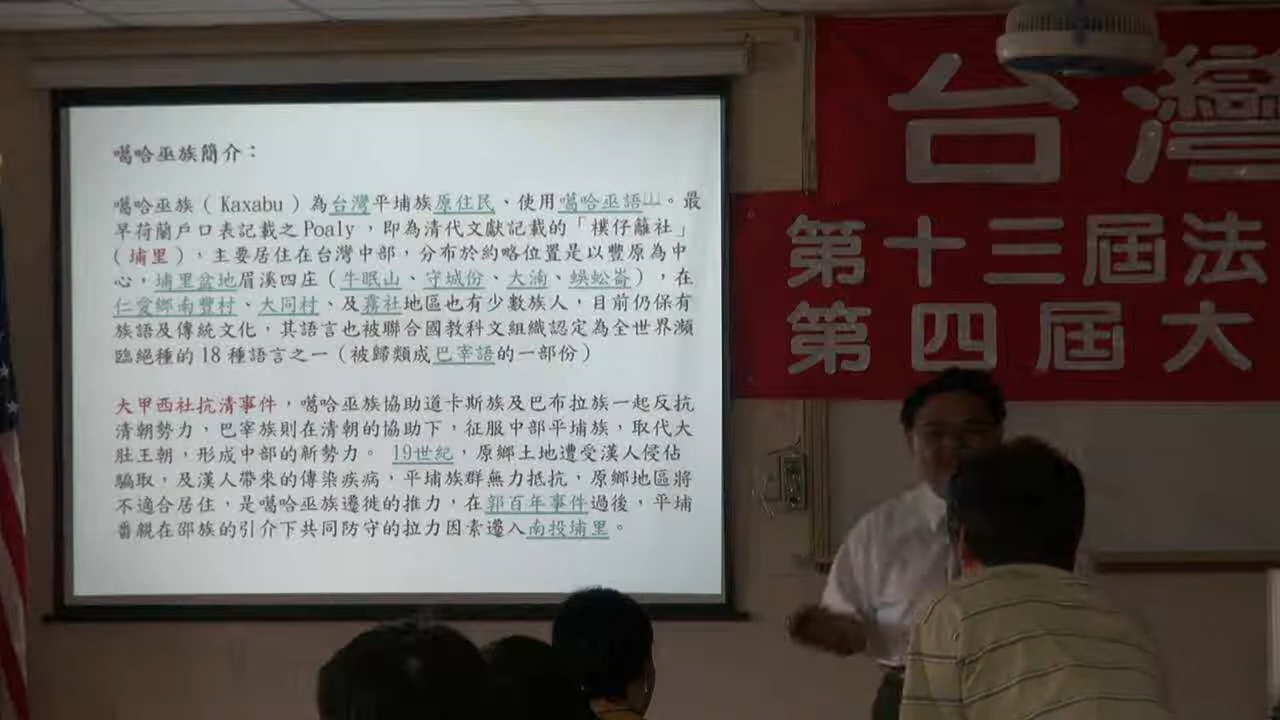 噶哈巫族簡介：
噶哈巫族（Kaxabu）為台灣平埔族原住民、使用噶哈巫語[1]。最
早荷蘭戶口表記載之Poaly，即為清代文獻記載的「樸仔籬社」
（埔里），主要居住在台灣中部，分布於約略位置是以豐原為中
心，埔里盆地眉溪四庄（牛眠山、守城份、大湳、蜈蚣崙），在
仁愛鄉南豐村、大同村、及霧社地區也有少數族人，目前仍保有
族語及傳統文化，其語言也被聯合國教科文組織認定為全世界瀕
臨絕種的18種語言之一（被歸類成巴宰語的一部份）
大甲西社抗清事件，噶哈巫族協助道卡斯族及巴布拉族一起反抗
清朝勢力，巴宰族則在清朝的協助下，征服中部平埔族，取代大
肚王朝，形成中部的新勢力。 19世紀，原鄉土地遭受漢人侵佔
騙取，及漢人帶來的傳染疾病，平埔族群無力抵抗，原鄉地區將
不適合居住，是噶哈巫族遷徙的推力，在郭百年事件過後，平埔
番親在邵族的引介下共同防守的拉力因素遷入南投埔里。
台灣
第十三屆法
第四屆大